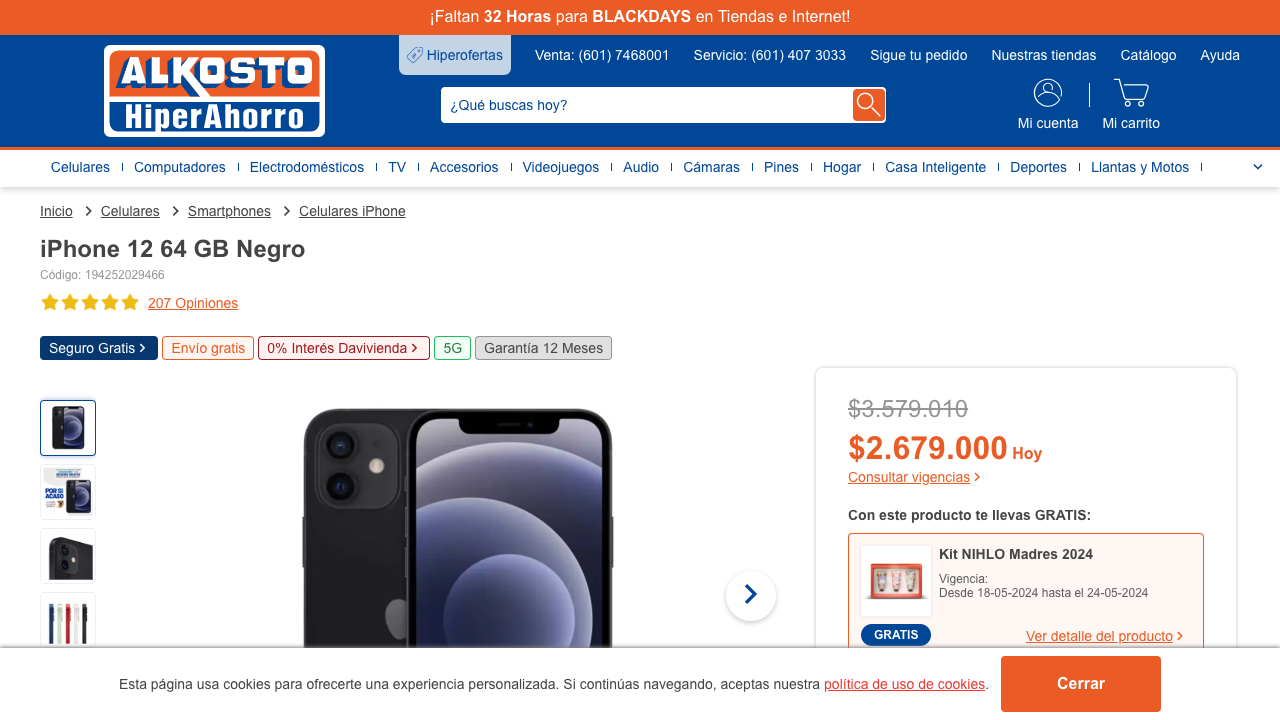 ¡Faltan 32 Horas para BLACKDAYS en Tiendas e Internet!
Hiperofertas
Venta: (601) 7468001
Servicio: (601) 407 3033
Sigue tu pedido
Nuestras tiendas
Catálogo
Ayuda
ALKOSTO
HiperAhorro
¿Qué buscas hoy?
Mi cuenta
Mi carrito
Celulares
Computadores
Electrodomésticos
TV
Accesorios
Videojuegos
Audio
Cámaras
Pines
Hogar
Casa Inteligente
Deportes
Llantas y Motos
Inicio
Celulares
Smartphones
Celulares iPhone
iPhone 12 64 GB Negro
Código: 194252029466
207 Opiniones
Seguro Gratis
Envío gratis
0% Interés Davivienda
5G
Garantía 12 Meses
POR SI
ACASO
$3.579.010
$2.679.000 Hoy
Consultar vigencias
Con este producto te llevas GRATIS:
Kit NIHLO Madres 2024
Vigencia:
Desde 18-05-2024 hasta el 24-05-2024
GRATIS
Ver detalle del producto
Esta página usa cookies para ofrecerte una experiencia personalizada. Si continúas navegando, aceptas nuestra política de uso de cookies.
Cerrar